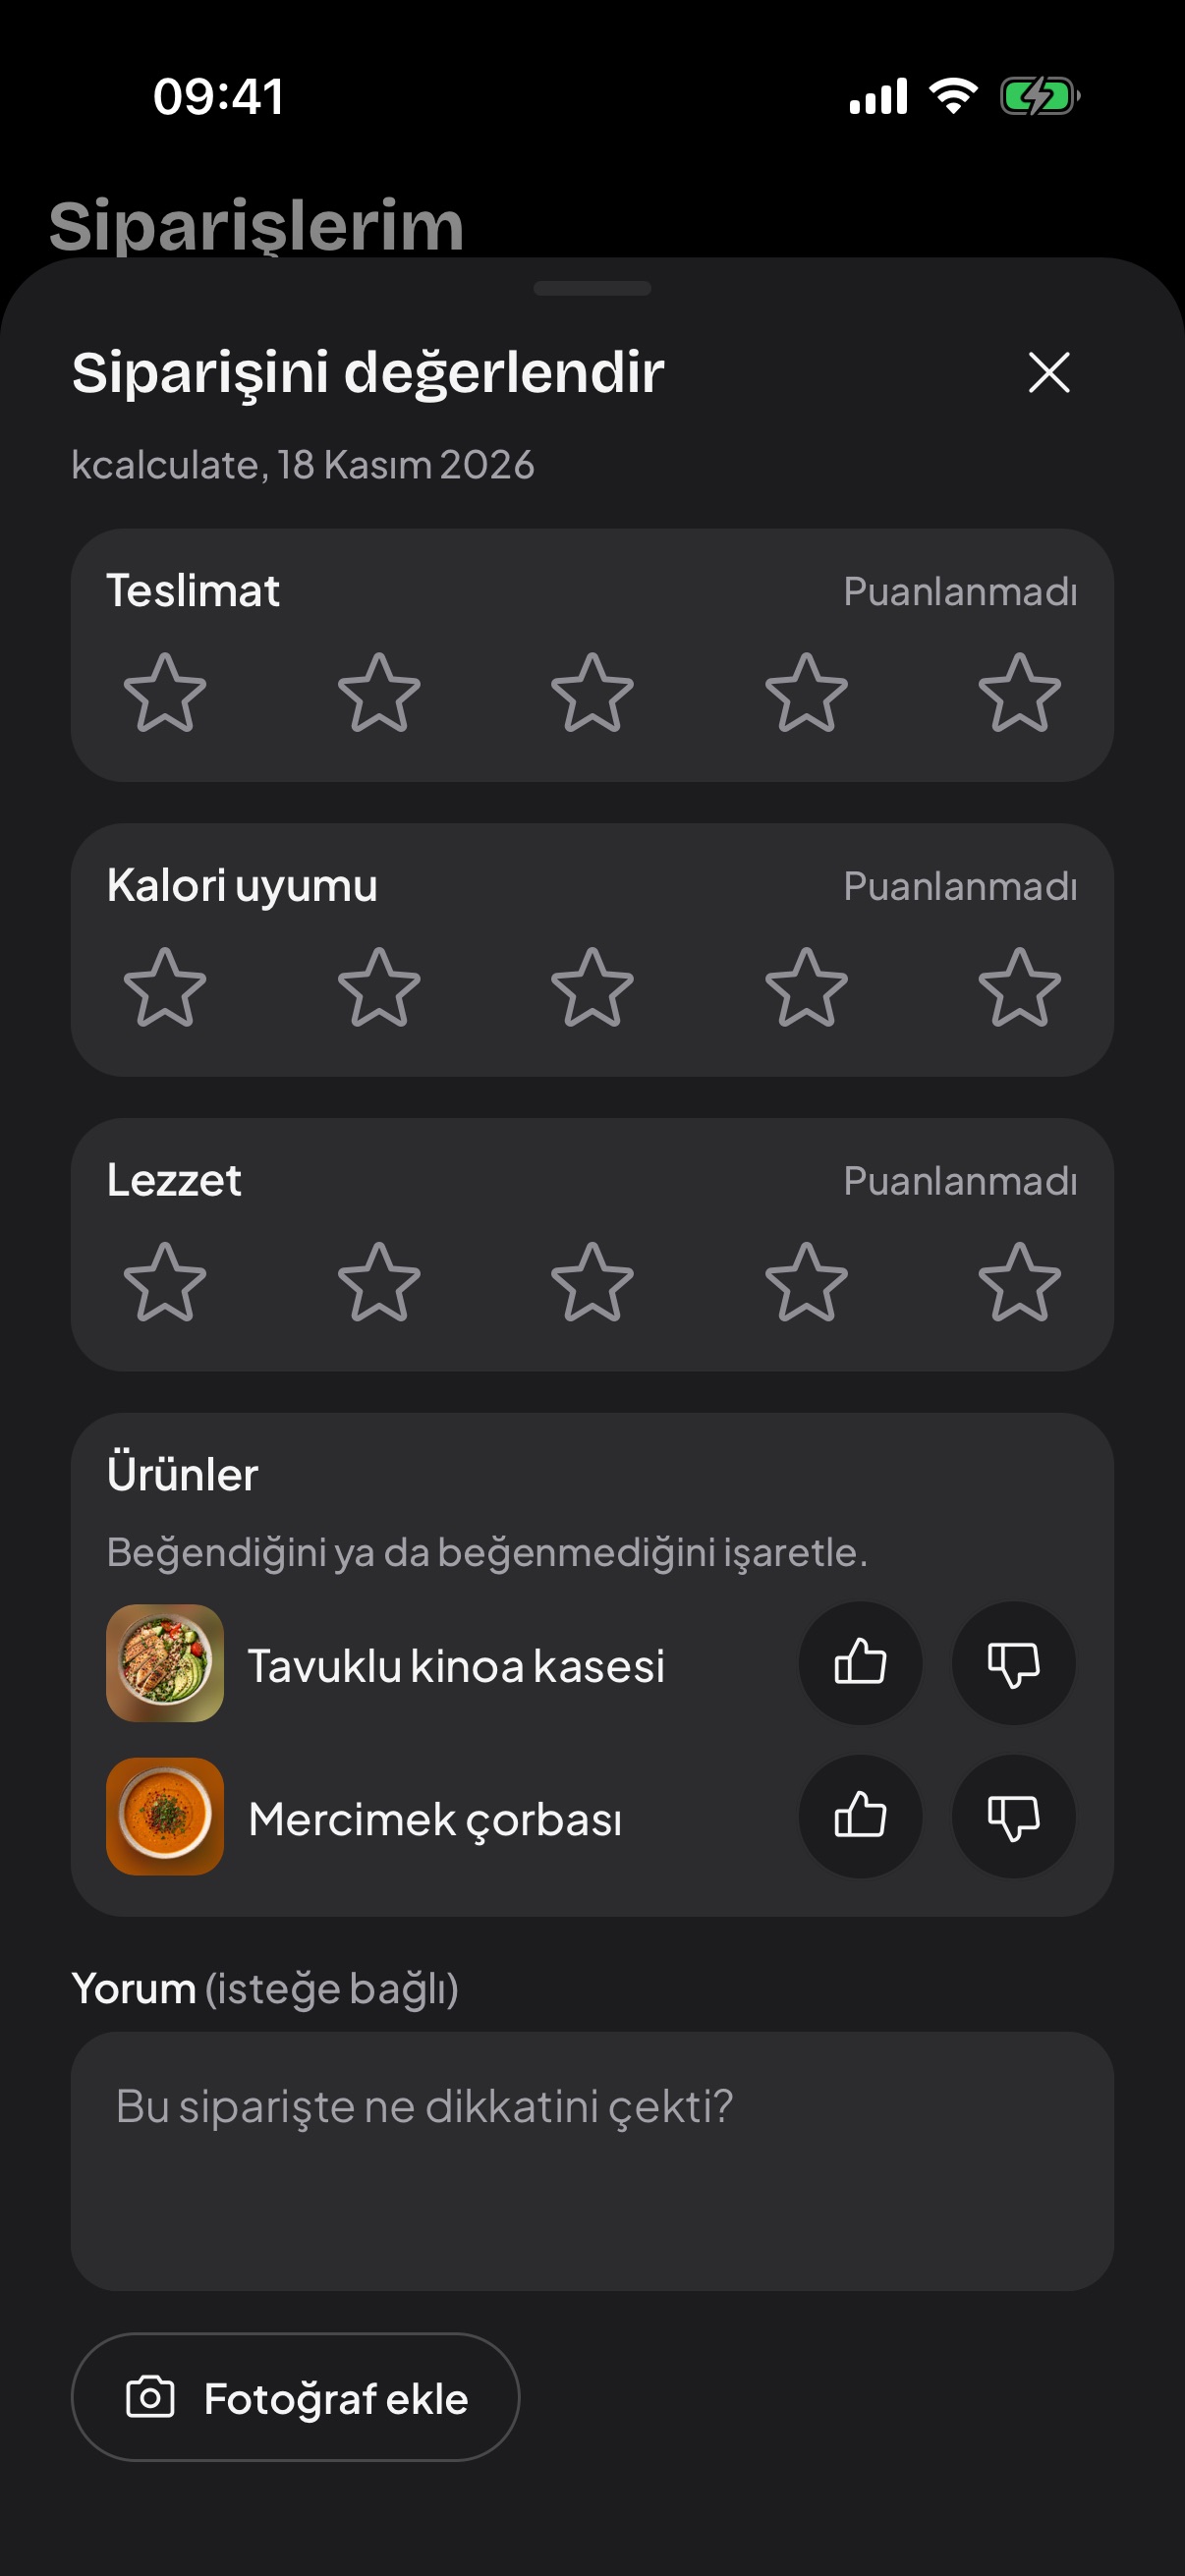 09:41
Siparişlerim
Siparişini değerlendir
kcalculate, 18 Kasım 2026
Teslimat
Puanlanmadı
Kalori uyumu
Puanlanmadı
Lezzet
Puanlanmadı
Ürünler
Beğendiğini ya da beğenmediğini işaretle.
Tavuklu kinoa kasesi
Mercimek çorbası
Yorum (isteğe bağlı)
Bu siparişte ne dikkatini çekti?
Fotoğraf ekle